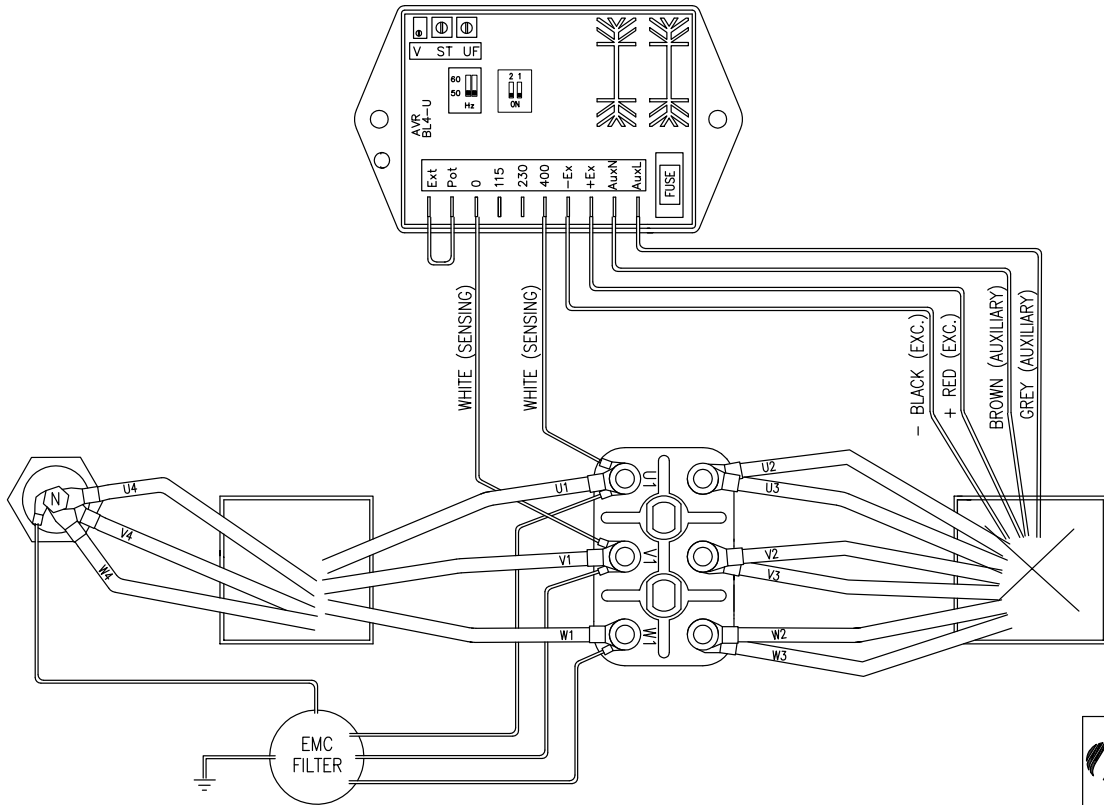 V ST UF
60
50
Hz
2 1
ON
AVR
BL4-U
Ext
Pot
0
115
230
400
-Ex
+Ex
AuxN
AuxL
FUSE
WHITE (SENSING)
WHITE (SENSING)
- BLACK (EXC.)
+ RED (EXC.)
BROWN (AUXILIARY)
GREY (AUXILIARY)
N
U4
V4
W4
U1
V1
W1
U1
V1
W1
U2
U3
V2
V3
W2
W3
EMC
FILTER